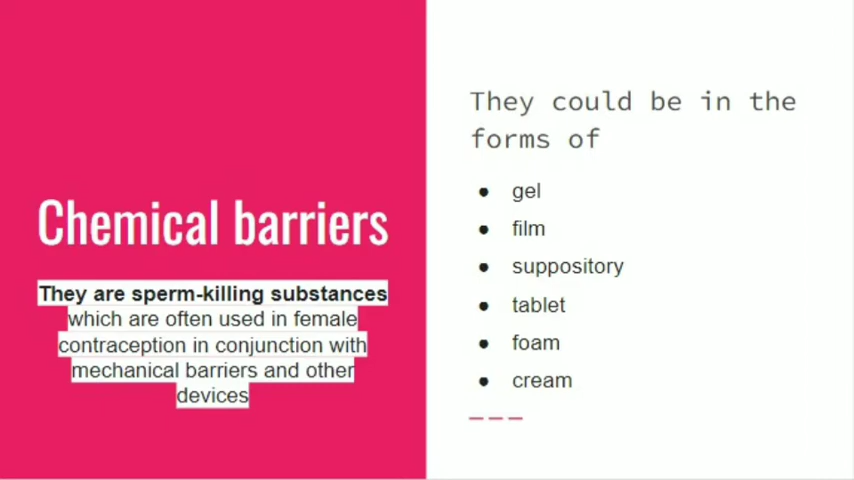 Chemical barriers
They are sperm-killing substances
which are often used in female
contraception in conjunction with
mechanical barriers and other
devices
They could be in the
forms of
● gel
● film
● suppository
● tablet
● foam
● cream